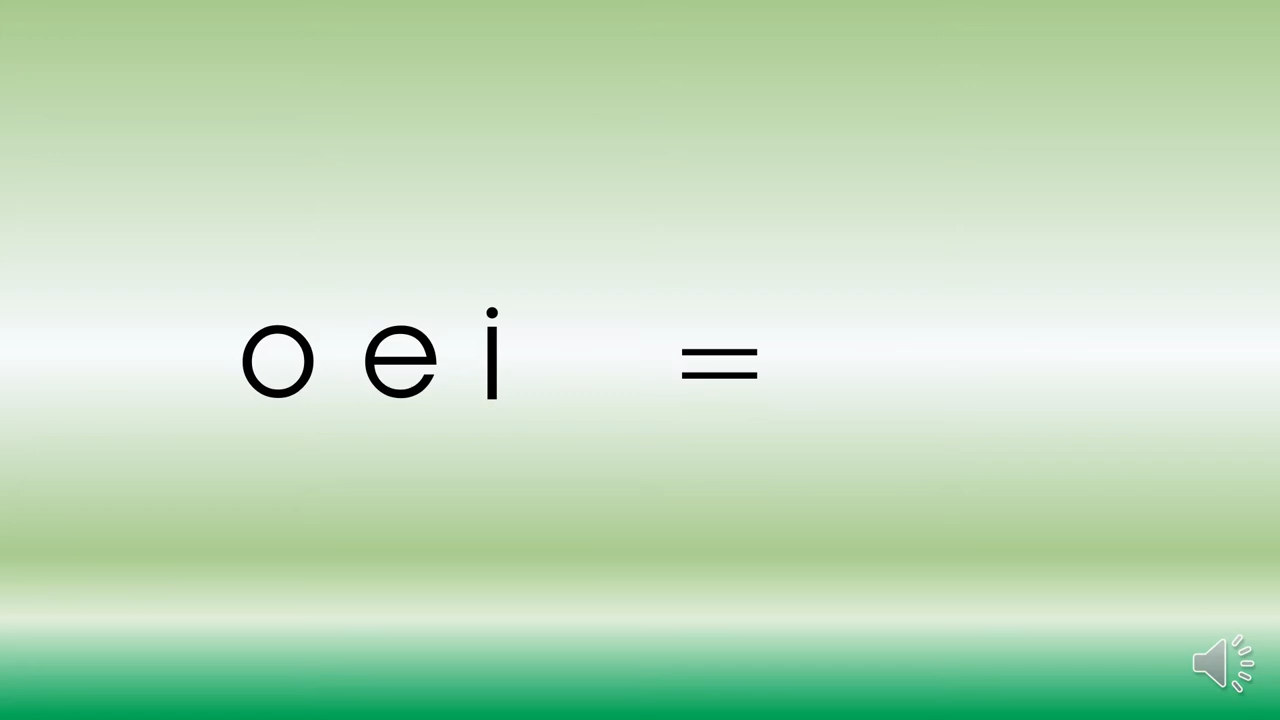 o e i =